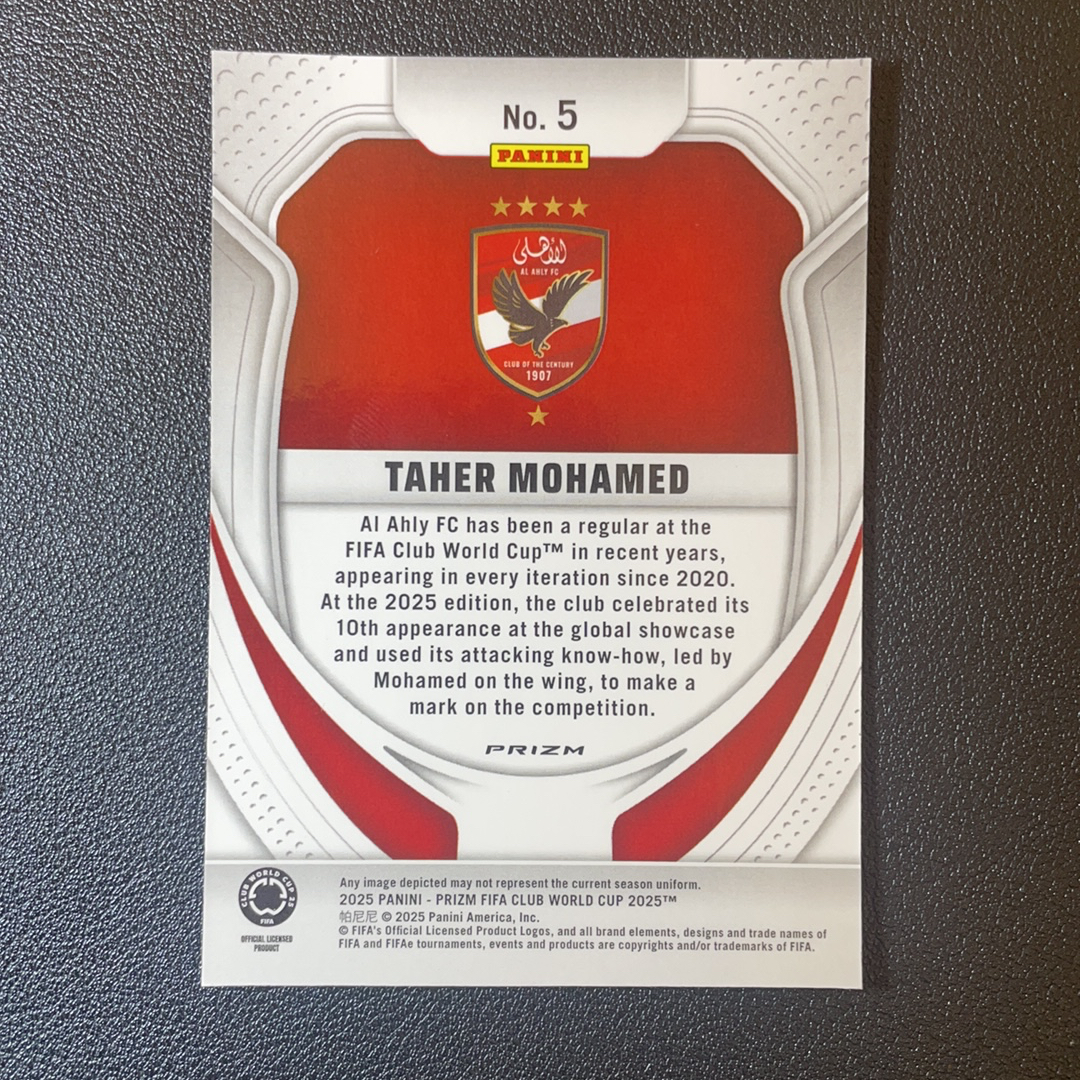 No. 5
PANINI
الأهلي
AL AHLY FC
CLUB OF THE CENTURY
1907
TAHER MOHAMED
Al Ahly FC has been a regular at the
FIFA Club World Cup™ in recent years,
appearing in every iteration since 2020.
At the 2025 edition, the club celebrated its
10th appearance at the global showcase
and used its attacking know-how, led by
Mohamed on the wing, to make a
mark on the competition.
PRIZM
CLUB WORLD CUP 25
FIFA
OFFICIAL LICENSED
PRODUCT
Any image depicted may not represent the current season uniform.
2025 PANINI - PRIZM FIFA CLUB WORLD CUP 2025™
帕尼尼 © 2025 Panini America, Inc.
© FIFA's Official Licensed Product Logos, and all brand elements, designs and trade names of
FIFA and FIFAe tournaments, events and products are copyrights and/or trademarks of FIFA.